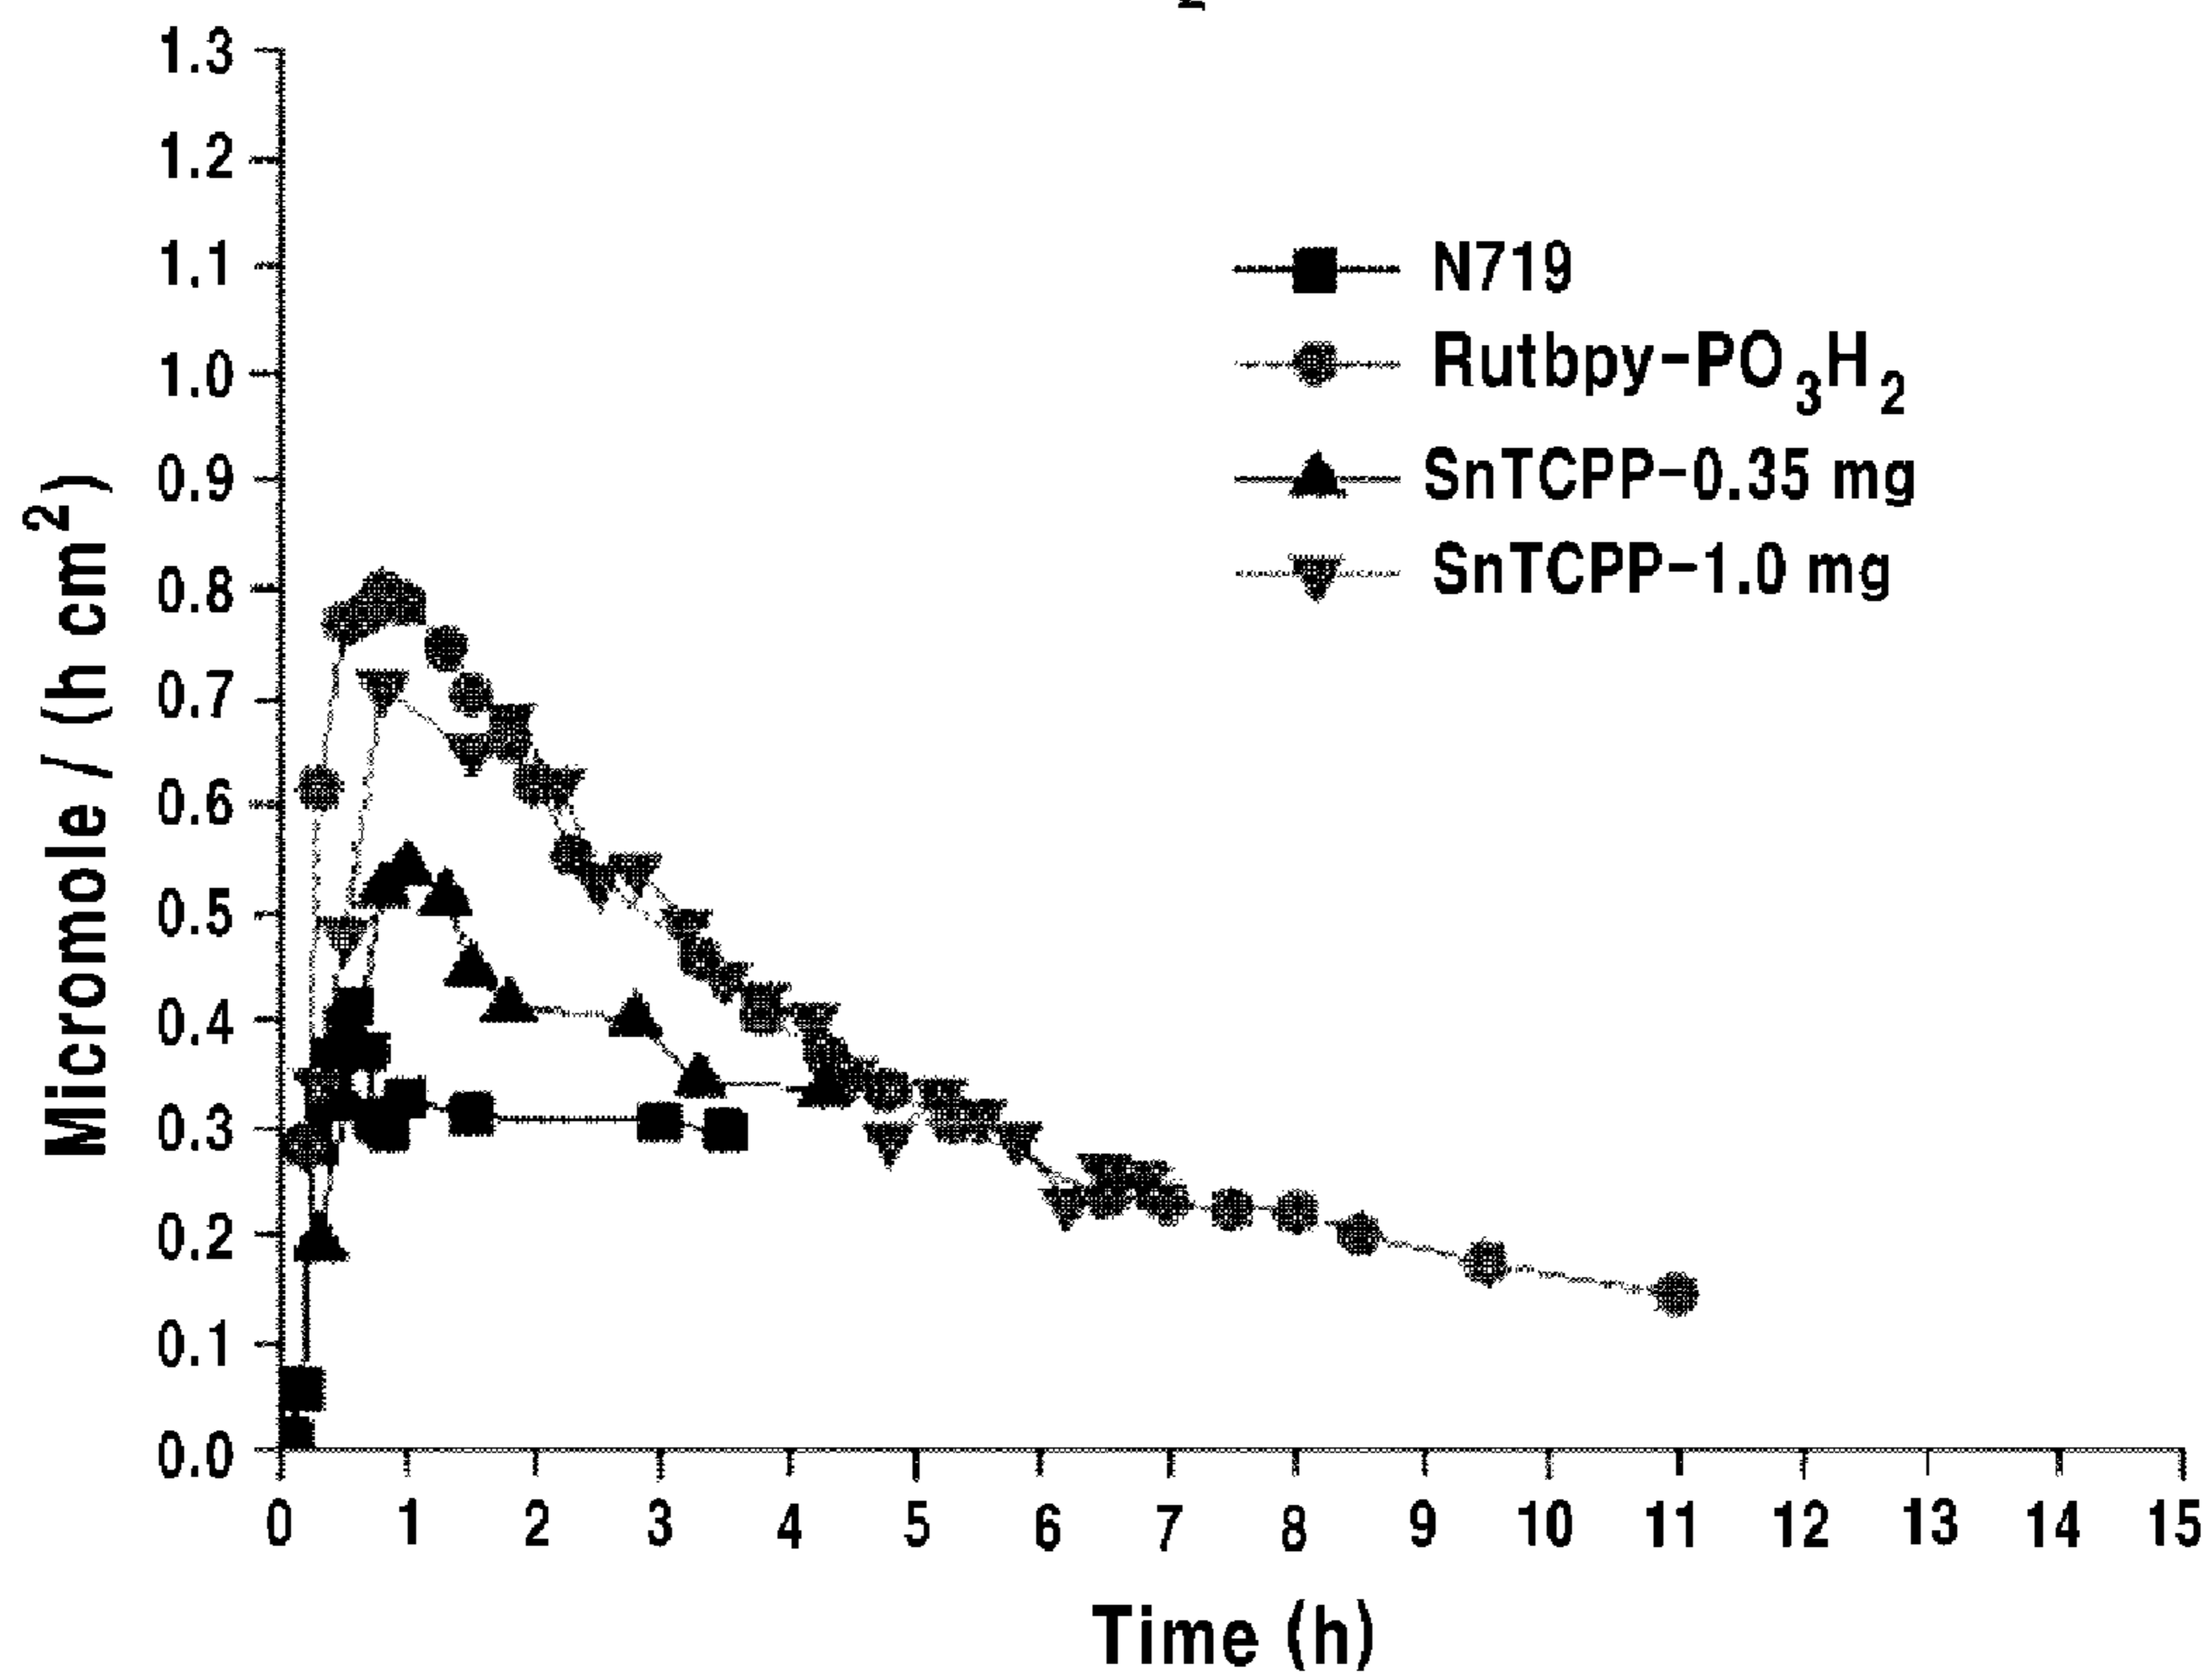 1.3
1.2
1.1
1.0
0.9
0.8
0.7
0.6
0.5
0.4
0.3
0.2
0.1
0.0
Micromole / (h cm²)
N719
Rutbpy-PO₃H₂
SnTCPP-0.35 mg
SnTCPP-1.0 mg
0 1 2 3 4 5 6 7 8 9 10 11 12 13 14 15
Time (h)